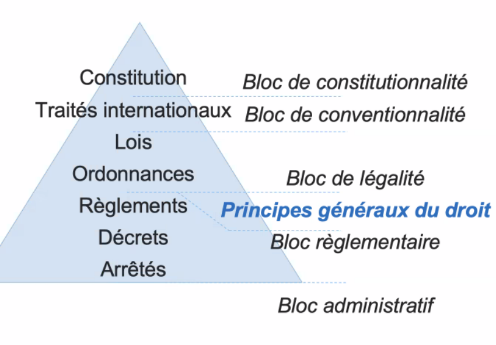 Constitution
Bloc de constitutionnalité
Traités internationaux
Bloc de conventionnalité
Lois
Ordonnances
Bloc de légalité
Règlements
Principes généraux du droit
Décrets
Bloc règlementaire
Arrêtés
Bloc administratif